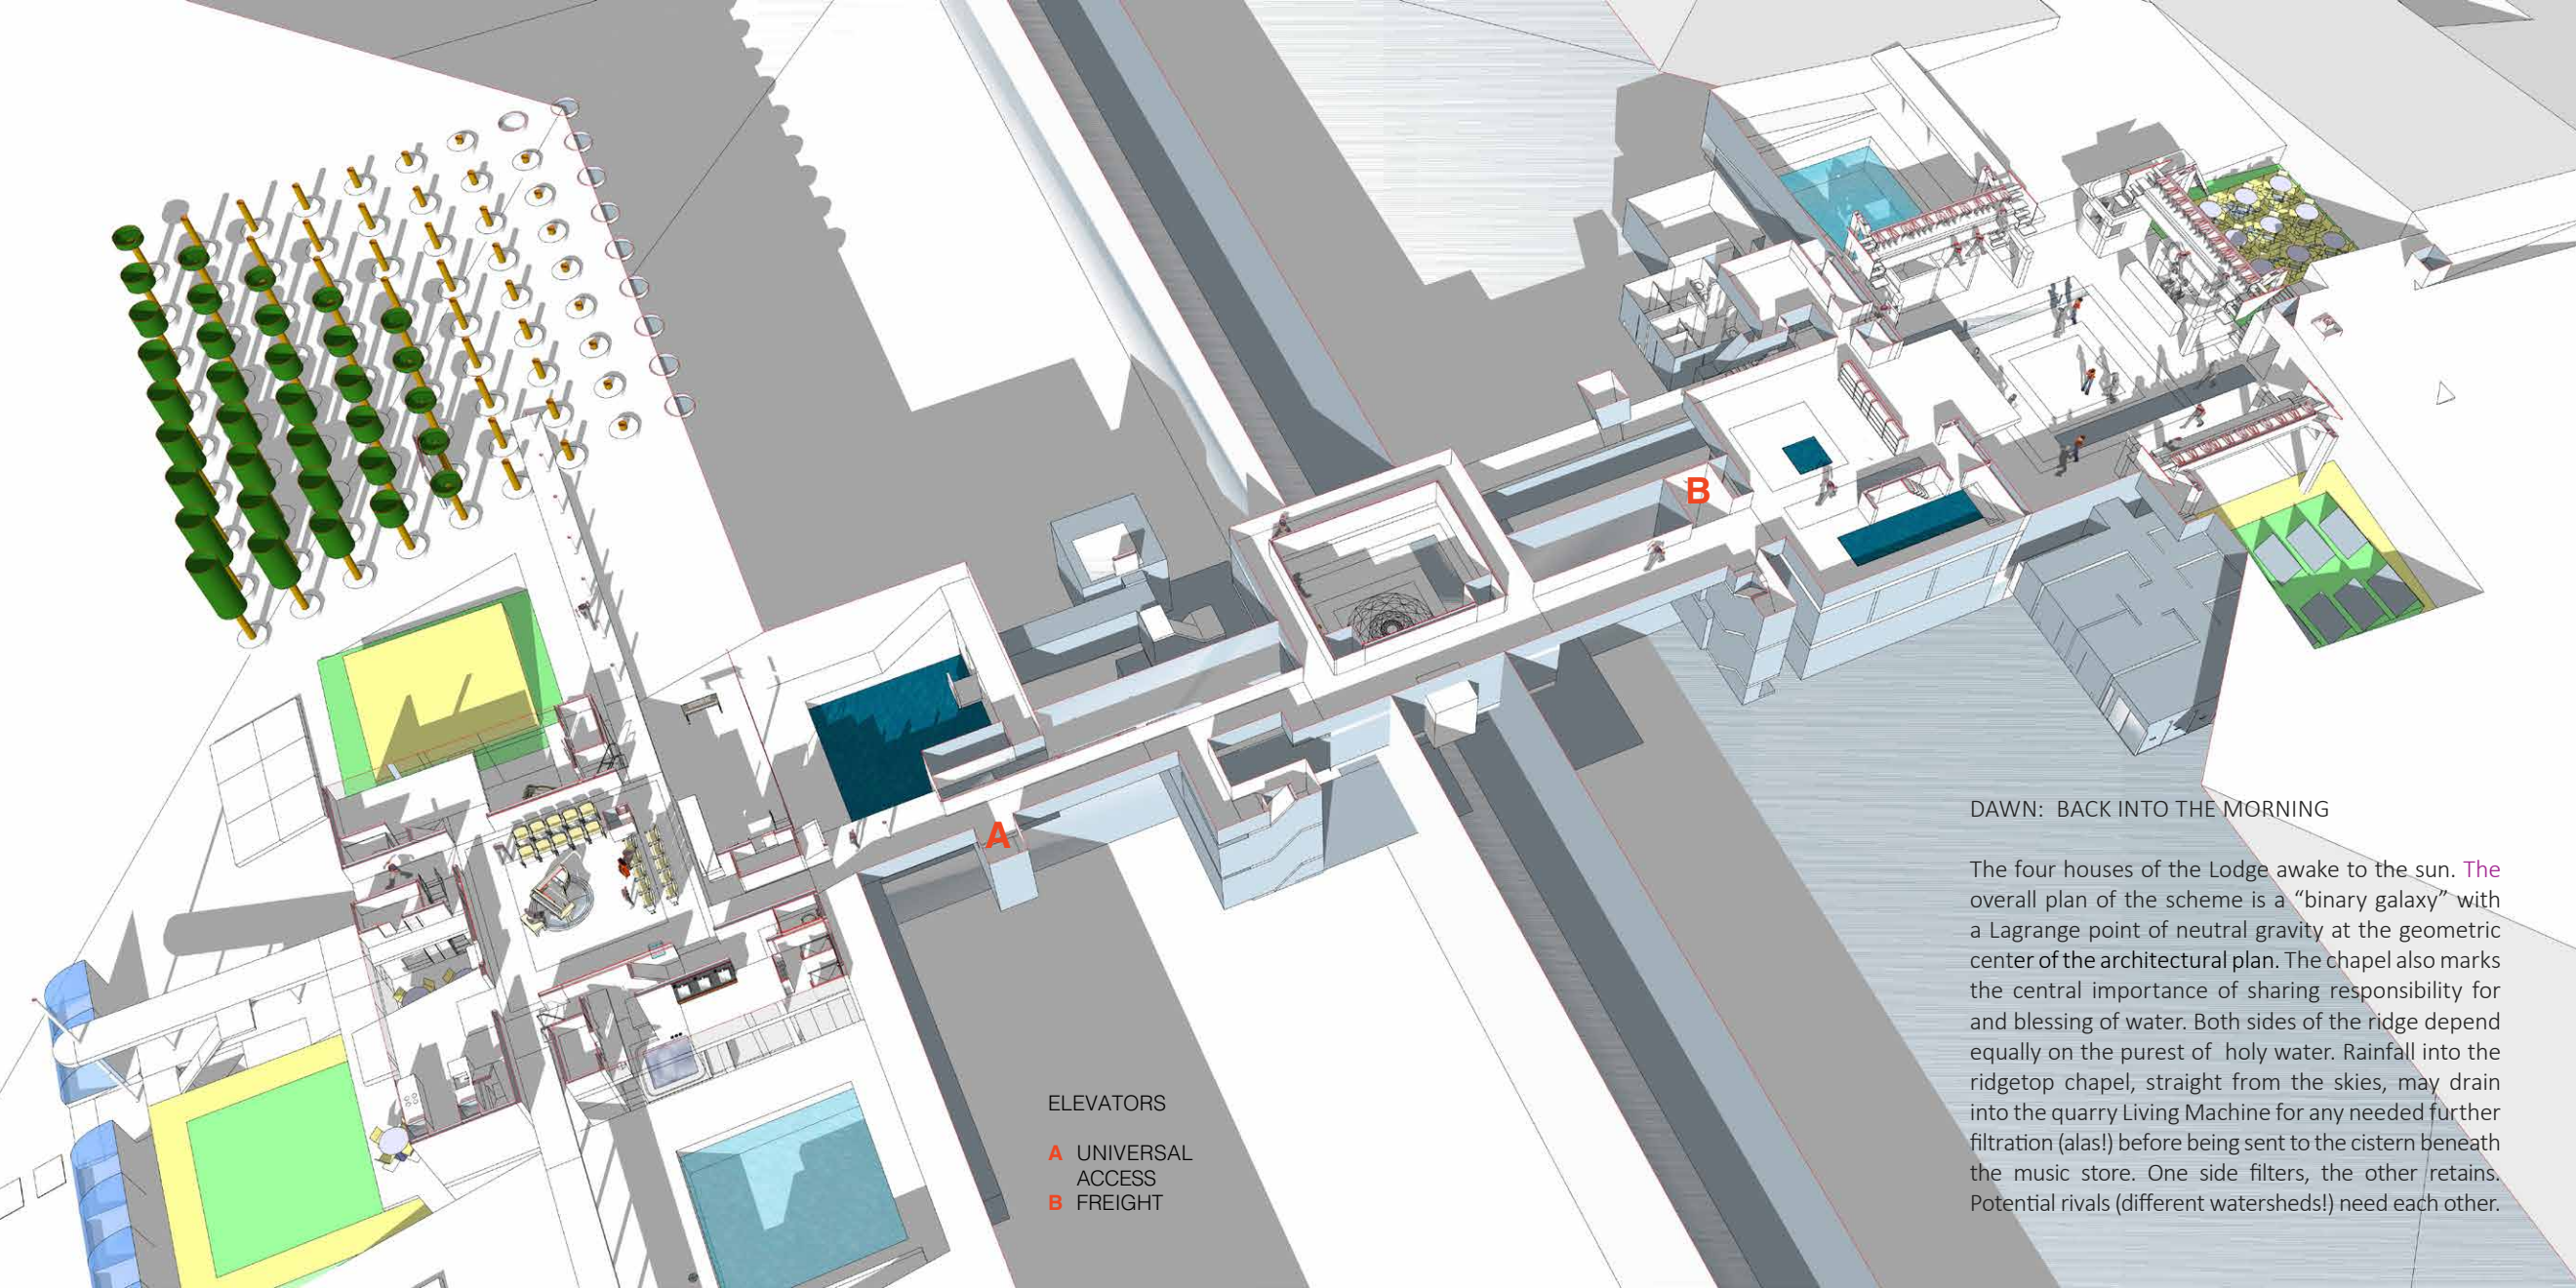 B
A
DAWN: BACK INTO THE MORNING
The four houses of the Lodge awake to the sun. The
overall plan of the scheme is a “binary galaxy” with
a Lagrange point of neutral gravity at the geometric
center of the architectural plan. The chapel also marks
the central importance of sharing responsibility for
and blessing of water. Both sides of the ridge depend
equally on the purest of holy water. Rainfall into the
ridgetop chapel, straight from the skies, may drain
into the quarry Living Machine for any needed further
filtration (alas!) before being sent to the cistern beneath
the music store. One side filters, the other retains.
Potential rivals (different watersheds!) need each other.
ELEVATORS
A UNIVERSAL
ACCESS
B FREIGHT